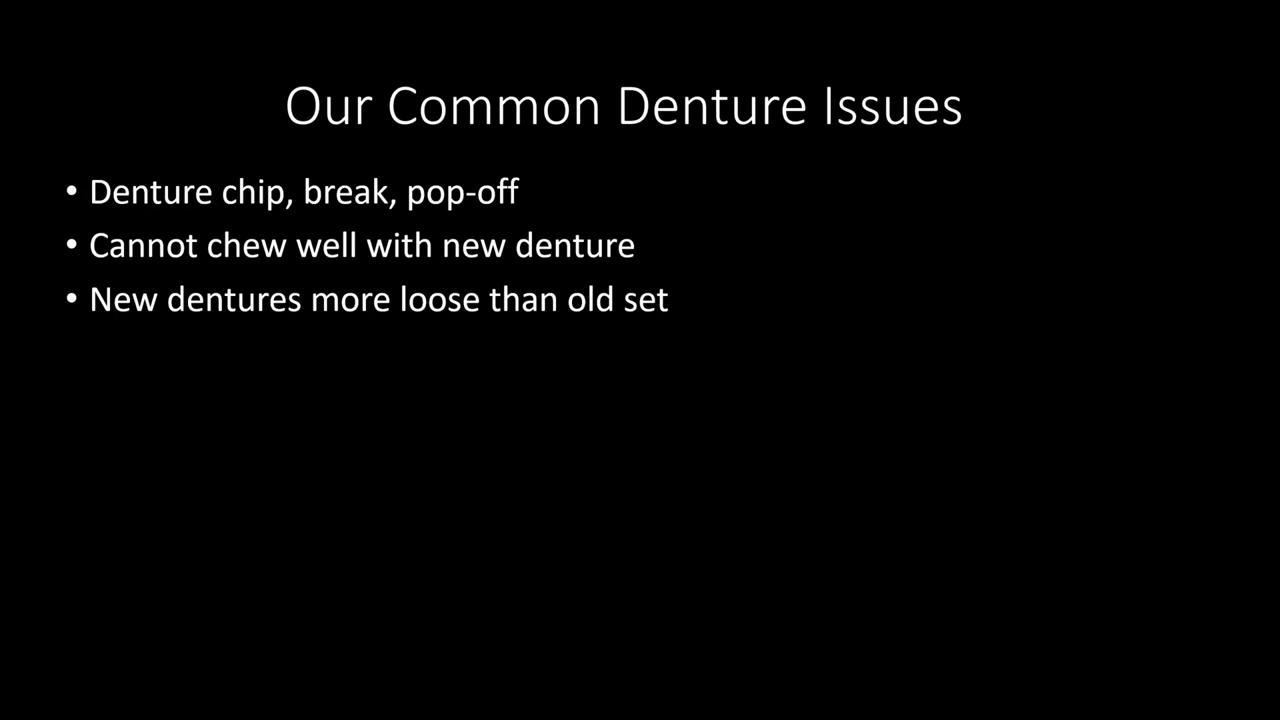 Our Common Denture Issues
• Denture chip, break, pop-off
• Cannot chew well with new denture
• New dentures more loose than old set